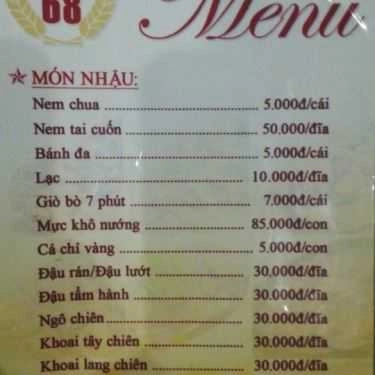 68
Menu
MÓN NHẬU:
Nem chua 5.000đ/cái
Nem tai cuốn 50.000/đĩa
Bánh đa 5.000đ/cái
Lạc 10.000đ/đĩa
Giò bò 7 phút 7.000đ/cái
Mực khô nướng 85.000đ/con
Cá chỉ vàng 5.000đ/con
Đậu rán/Đậu lướt 30,000đ/đĩa
Đậu tẩm hành 30.000đ/đĩa
Ngô chiên 30.000đ/đĩa
Khoai tây chiên 30.000đ/đĩa
Khoai lang chiên 30.000đ/đĩa